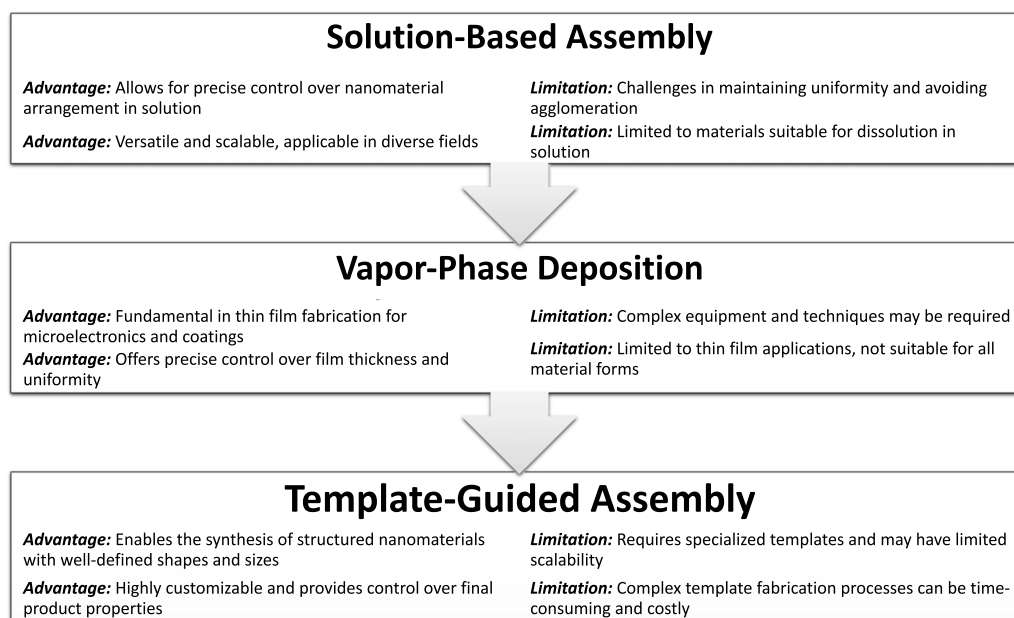 Solution-Based Assembly
Advantage: Allows for precise control over nanomaterial
arrangement in solution
Advantage: Versatile and scalable, applicable in diverse fields
Limitation: Challenges in maintaining uniformity and avoiding
agglomeration
Limitation: Limited to materials suitable for dissolution in
solution
Vapor-Phase Deposition
Advantage: Fundamental in thin film fabrication for
microelectronics and coatings
Advantage: Offers precise control over film thickness and
uniformity
Limitation: Complex equipment and techniques may be required
Limitation: Limited to thin film applications, not suitable for all
material forms
Template-Guided Assembly
Advantage: Enables the synthesis of structured nanomaterials
with well-defined shapes and sizes
Advantage: Highly customizable and provides control over final
product properties
Limitation: Requires specialized templates and may have limited
scalability
Limitation: Complex template fabrication processes can be time-
consuming and costly